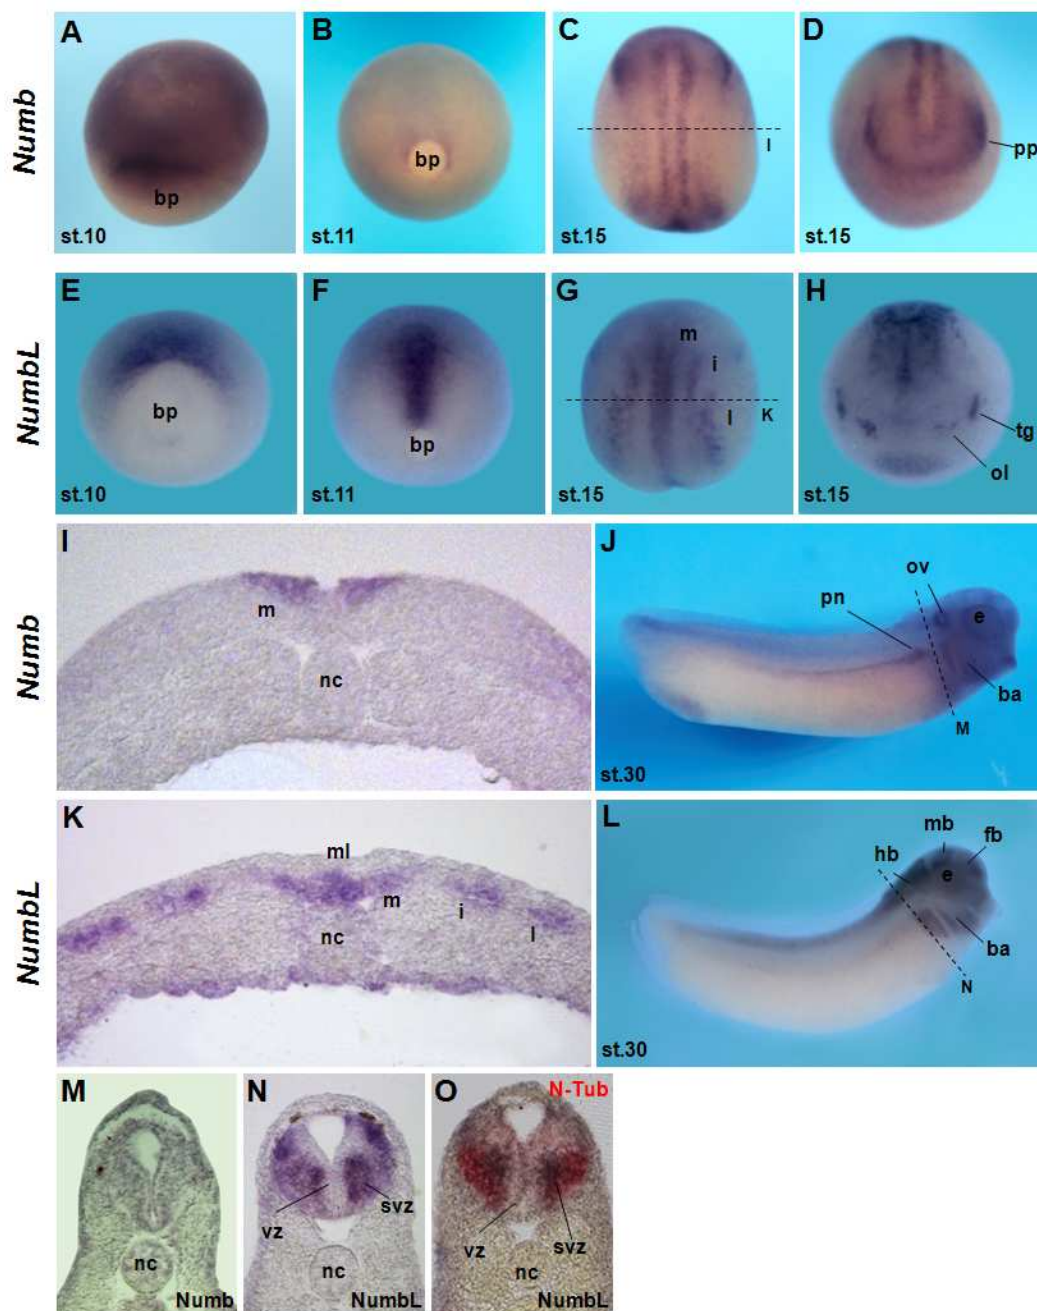 Numb
A
bp
st.10
B
bp
st.11
C
I
st.15
D
pp
st.15
NumbL
E
bp
st.10
F
bp
st.11
G
m
i
l
K
st.15
H
tg
ol
st.15
Numb
I
m
nc
J
ov
pn
e
ba
M
st.30
NumbL
K
ml
m
i
nc
l
L
mb
fb
hb
e
ba
N
st.30
M
nc
Numb
N
vz
svz
nc
NumbL
O
N-Tub
vz
svz
nc
NumbL